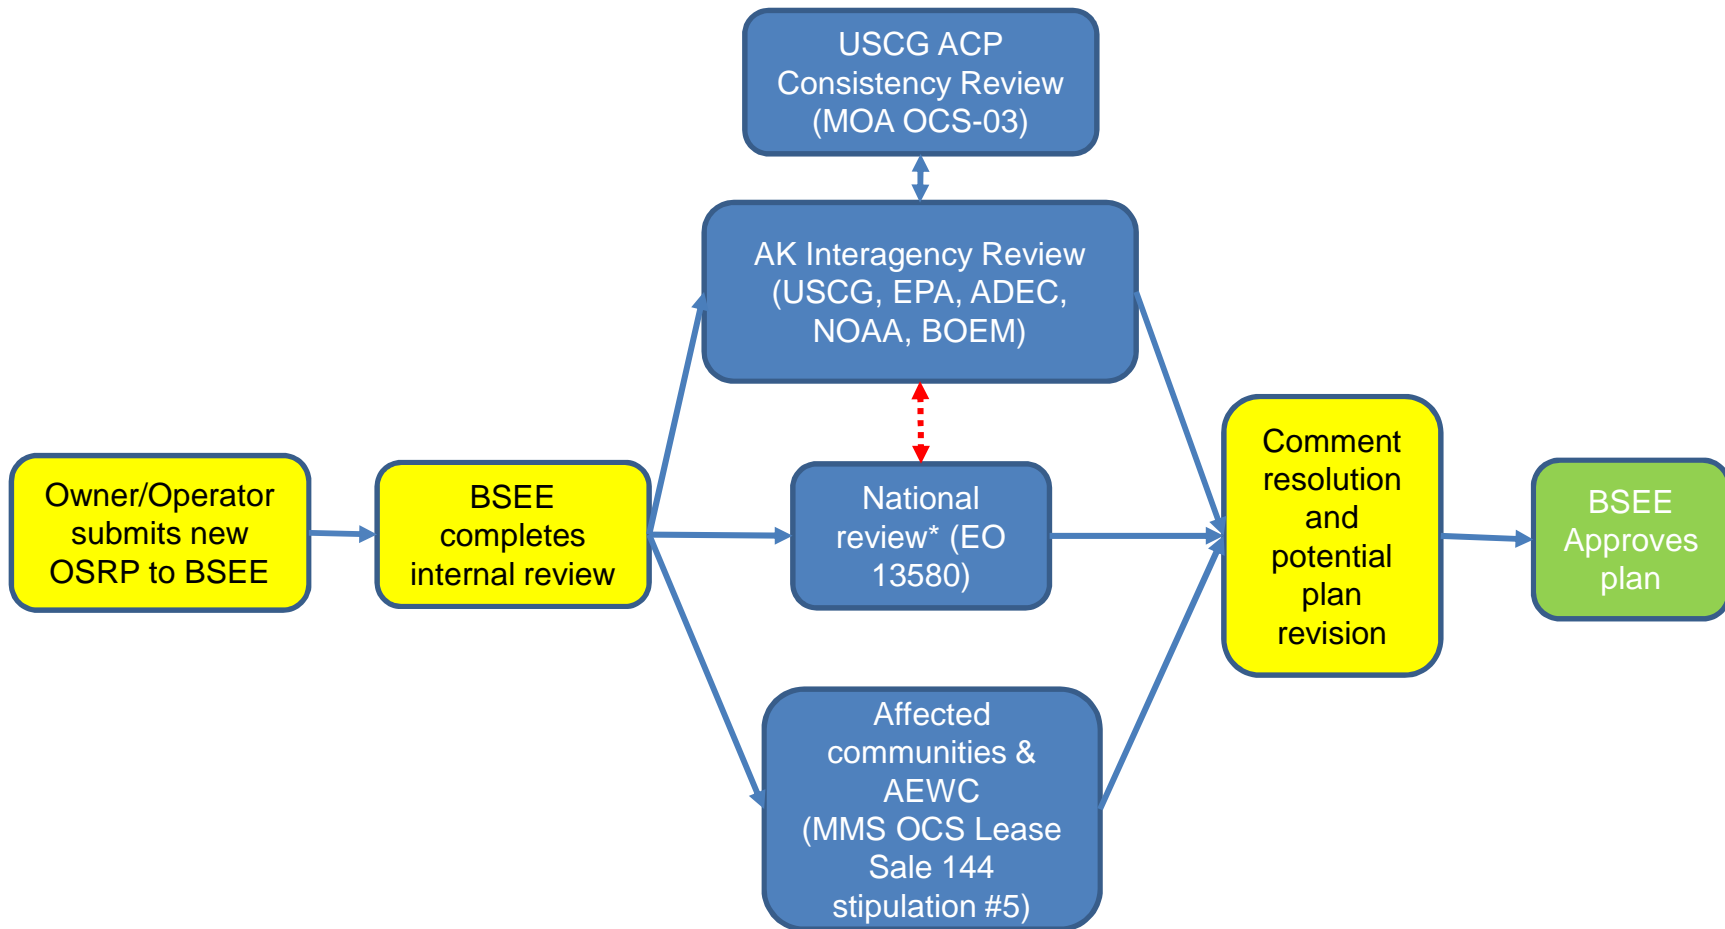 USCG ACP
Consistency Review
(MOA OCS-03)
AK Interagency Review
(USCG, EPA, ADEC,
NOAA, BOEM)
Owner/Operator
submits new
OSRP to BSEE
BSEE
completes
internal review
National
review* (EO
13580)
Affected
communities &
AEWC
(MMS OCS Lease
Sale 144
stipulation #5)
Comment
resolution
and
potential
plan
revision
BSEE
Approves
plan